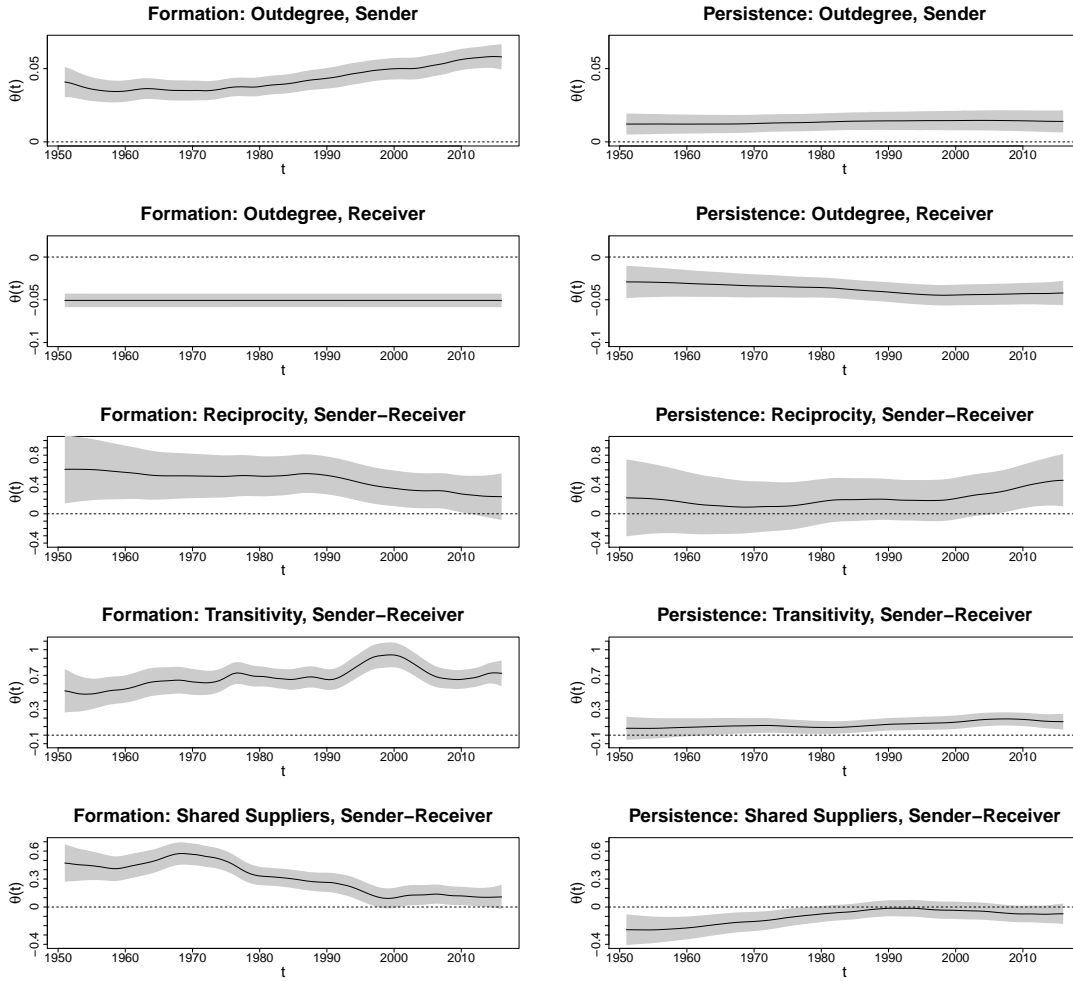 Formation: Outdegree, Sender
0.05
0
θ(t)
1950 1960 1970 1980 1990 2000 2010
t
Persistence: Outdegree, Sender
0.05
0
θ(t)
1950 1960 1970 1980 1990 2000 2010
t
Formation: Outdegree, Receiver
0
−0.05
−0.1
θ(t)
1950 1960 1970 1980 1990 2000 2010
t
Persistence: Outdegree, Receiver
0
−0.05
−0.1
θ(t)
1950 1960 1970 1980 1990 2000 2010
t
Formation: Reciprocity, Sender−Receiver
0.8
0.4
0
−0.4
θ(t)
1950 1960 1970 1980 1990 2000 2010
t
Persistence: Reciprocity, Sender−Receiver
0.8
0.4
0
−0.4
θ(t)
1950 1960 1970 1980 1990 2000 2010
t
Formation: Transitivity, Sender−Receiver
1
0.7
0.3
−0.1
θ(t)
1950 1960 1970 1980 1990 2000 2010
t
Persistence: Transitivity, Sender−Receiver
1
0.7
0.3
−0.1
θ(t)
1950 1960 1970 1980 1990 2000 2010
t
Formation: Shared Suppliers, Sender−Receiver
0.6
0.3
0
−0.4
θ(t)
1950 1960 1970 1980 1990 2000 2010
t
Persistence: Shared Suppliers, Sender−Receiver
0.6
0.3
0
−0.4
θ(t)
1950 1960 1970 1980 1990 2000 2010
t